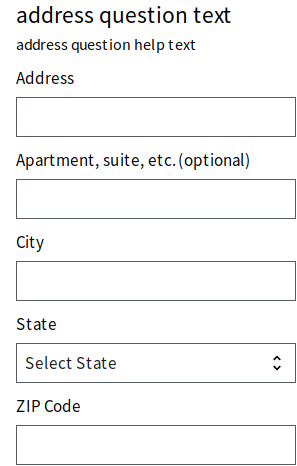 address question text
address question help text
Address
Apartment, suite, etc. (optional)
City
State
Select State
ZIP Code